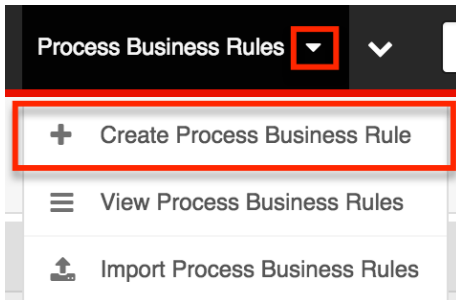 Process Business Rules
Create Process Business Rule
View Process Business Rules
Import Process Business Rules